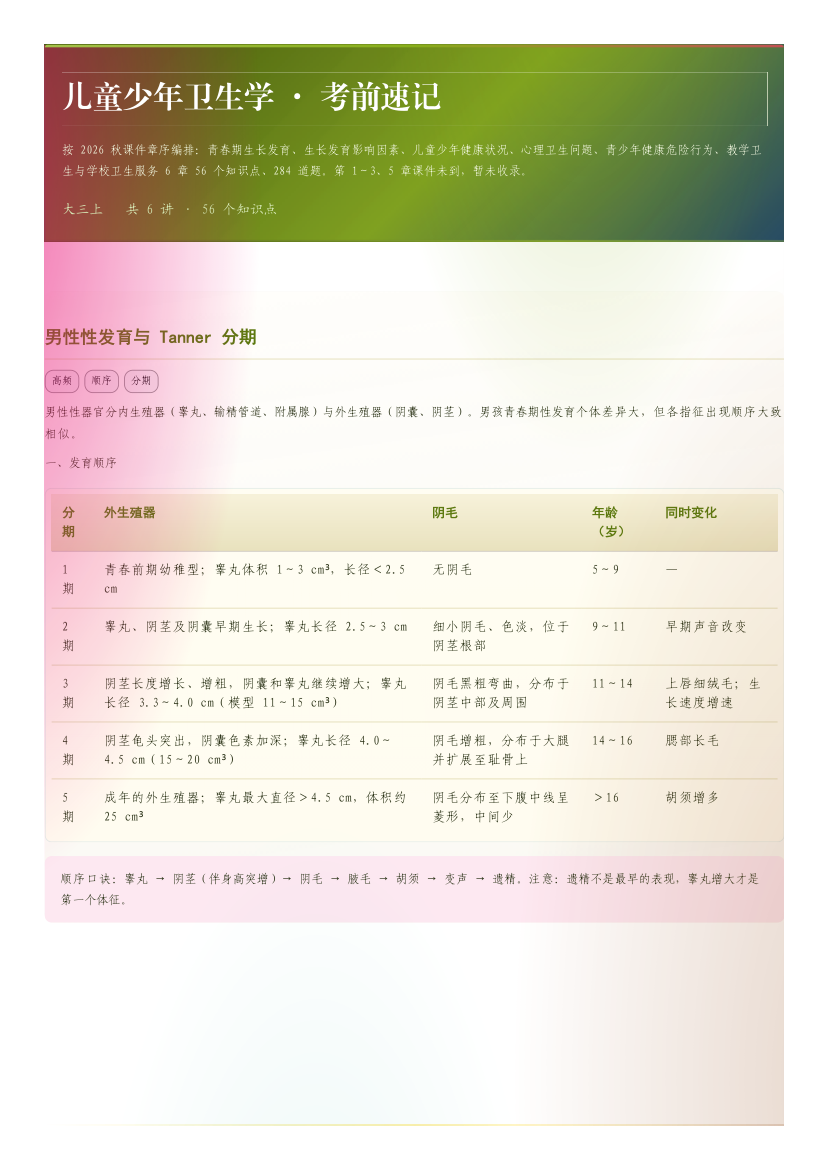 儿童少年卫生学 · 考前速记
按 2026 秋课件章序编排：青春期生长发育、生长发育影响因素、儿童少年健康状况、心理卫生问题、青少年健康危险行为、教学卫
生与学校卫生服务 6 章 56 个知识点、284 道题。第 1~3、5 章课件未到，暂未收录。
大三上 共 6 讲 · 56 个知识点
男性性发育与 Tanner 分期
高频 顺序 分期
男性性器官分内生殖器（睾丸、输精管道、附属腺）与外生殖器（阴囊、阴茎）。男孩青春期性发育个体差异大，但各指征出现顺序大致
相似。
一、发育顺序
分 外生殖器 阴毛 年龄 同时变化
期 （岁）
1 青春前期幼稚型；睾丸体积 1~3 cm³，长径<2.5 无阴毛 5~9 —
期 cm
2 睾丸、阴茎及阴囊早期生长；睾丸长径 2.5~3 cm 细小阴毛、色淡，位于 9~11 早期声音改变
期 阴茎根部
3 阴茎长度增长、增粗，阴囊和睾丸继续增大；睾丸 阴毛黑粗弯曲，分布于 11~14 上唇细绒毛；生
期 长径 3.3~4.0 cm（模型 11~15 cm³） 阴茎中部及周围 长速度增速
4 阴茎龟头突出，阴囊色素加深；睾丸长径 4.0~ 阴毛增粗，分布于大腿 14~16 腮部长毛
期 4.5 cm（15~20 cm³） 并扩展至耻骨上
5 成年的外生殖器；睾丸最大直径>4.5 cm，体积约 阴毛分布至下腹中线呈 >16 胡须增多
期 25 cm³ 菱形，中间少
顺序口诀：睾丸 → 阴茎（伴身高突增）→ 阴毛 → 腋毛 → 胡须 → 变声 → 遗精。注意：遗精不是最早的表现，睾丸增大才是
第一个体征。